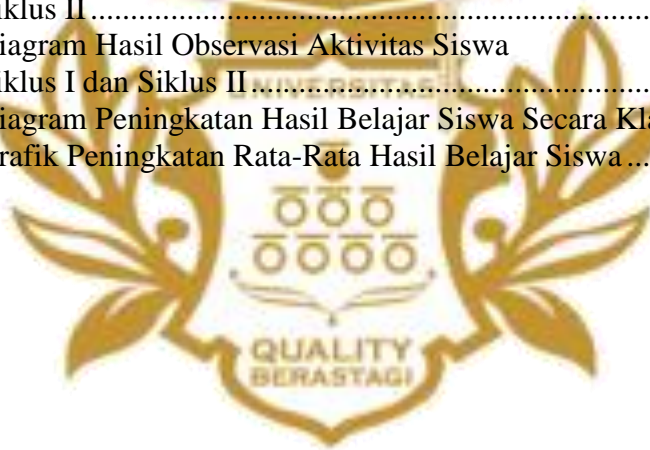 iklus II
iagram Hasil Observasi Aktivitas Siswa
iklus I dan Siklus II
UNIVERSITAS
iagram Peningkatan Hasil Belajar Siswa Secara Kla
rafik Peningkatan Rata-Rata Hasil Belajar Siswa ...
QUALITY
BERASTAGI